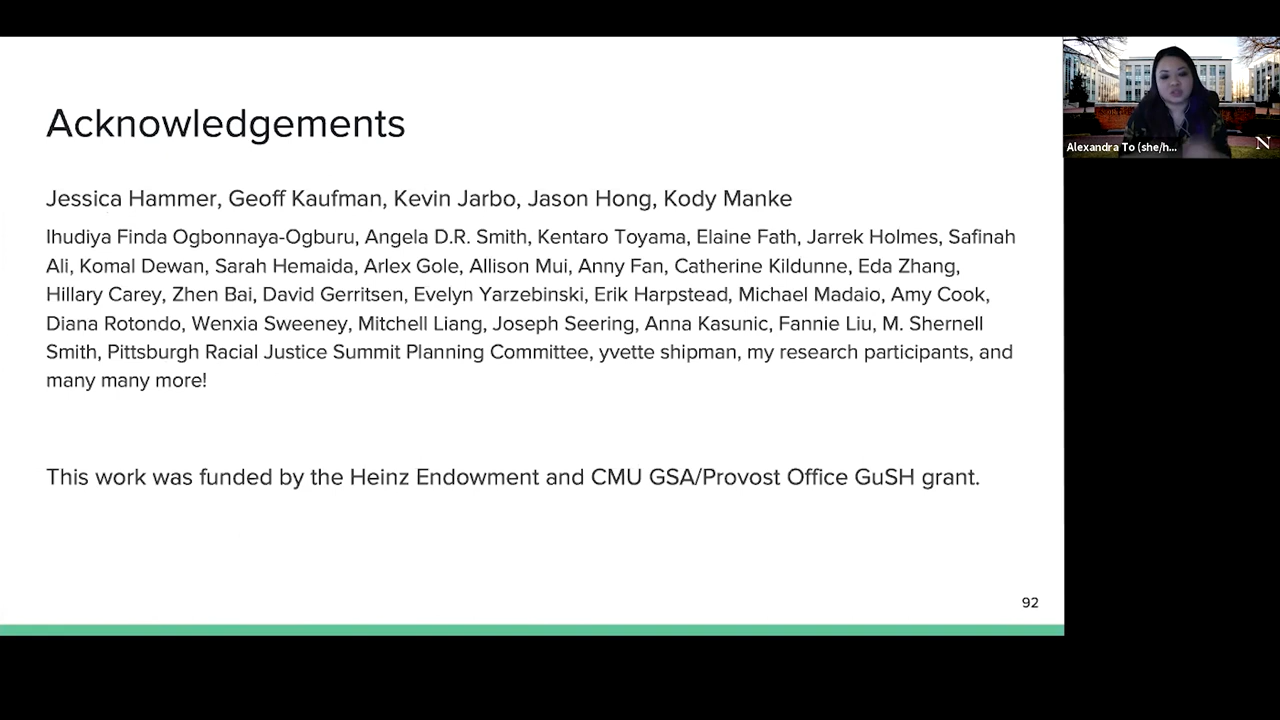 Acknowledgements
Jessica Hammer, Geoff Kaufman, Kevin Jarbo, Jason Hong, Kody Manke
Ihudiya Finda Ogbonnaya-Ogburu, Angela D.R. Smith, Kentaro Toyama, Elaine Fath, Jarrek Holmes, Safinah
Ali, Komal Dewan, Sarah Hemaida, Arlex Gole, Allison Mui, Anny Fan, Catherine Kildunne, Eda Zhang,
Hillary Carey, Zhen Bai, David Gerritsen, Evelyn Yarzebinski, Erik Harpstead, Michael Madaio, Amy Cook,
Diana Rotondo, Wenxia Sweeney, Mitchell Liang, Joseph Seering, Anna Kasunic, Fannie Liu, M. Shernell
Smith, Pittsburgh Racial Justice Summit Planning Committee, yvette shipman, my research participants, and
many many more!
This work was funded by the Heinz Endowment and CMU GSA/Provost Office GuSH grant.
92
Alexandra To (she/h...
N